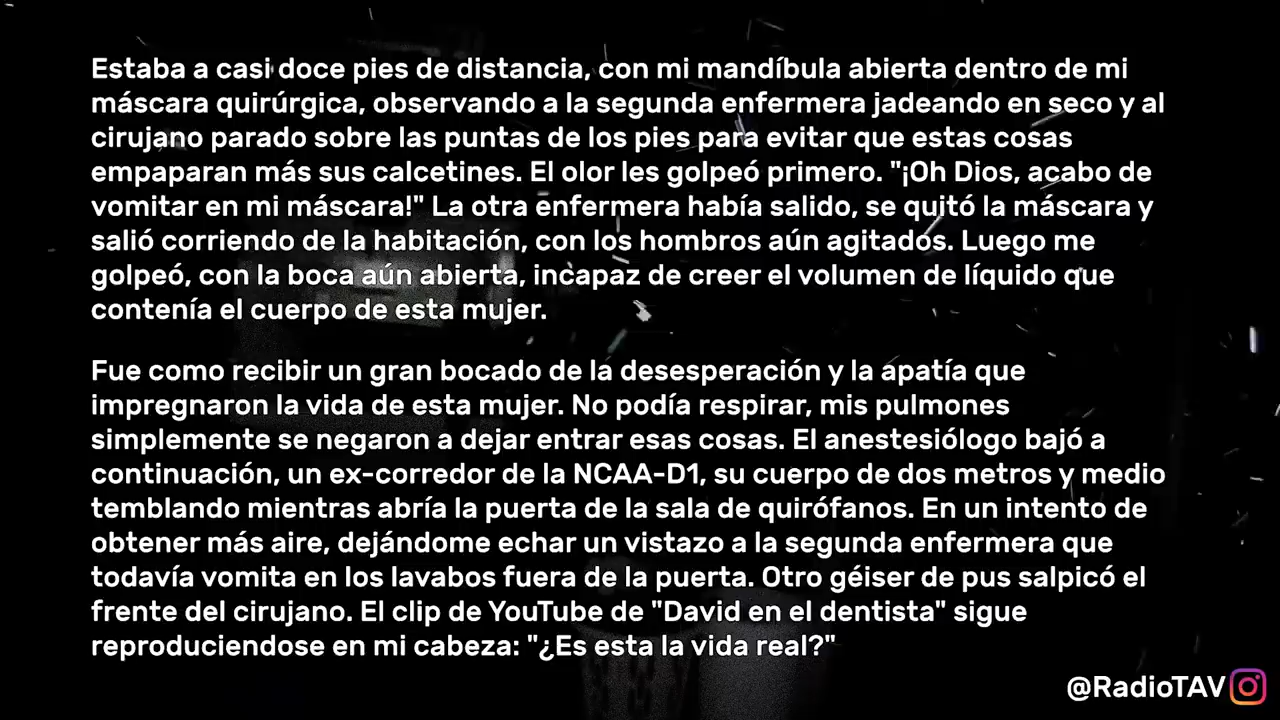 Estaba a casi doce pies de distancia, con mi mandíbula abierta dentro de mi
máscara quirúrgica, observando a la segunda enfermera jadeando en seco y al
cirujano parado sobre las puntas de los pies para evitar que estas cosas
empaparan más sus calcetines. El olor les golpeó primero. "¡Oh Dios, acabo de
vomitar en mi máscara!" La otra enfermera había salido, se quitó la máscara y
salió corriendo de la habitación, con los hombros aún agitados. Luego me
golpeó, con la boca aún abierta, incapaz de creer el volumen de líquido que
contenía el cuerpo de esta mujer.
Fue como recibir un gran bocado de la desesperación y la apatía que
impregnaron la vida de esta mujer. No podía respirar, mis pulmones
simplemente se negaron a dejar entrar esas cosas. El anestesiólogo bajó a
continuación, un ex-corredor de la NCAA-D1, su cuerpo de dos metros y medio
temblando mientras abría la puerta de la sala de quirófanos. En un intento de
obtener más aire, dejándome echar un vistazo a la segunda enfermera que
todavía vomita en los lavabos fuera de la puerta. Otro géiser de pus salpicó el
frente del cirujano. El clip de YouTube de "David en el dentista" sigue
reproduciendose en mi cabeza: "¿Es esta la vida real?"
@RadioTAV